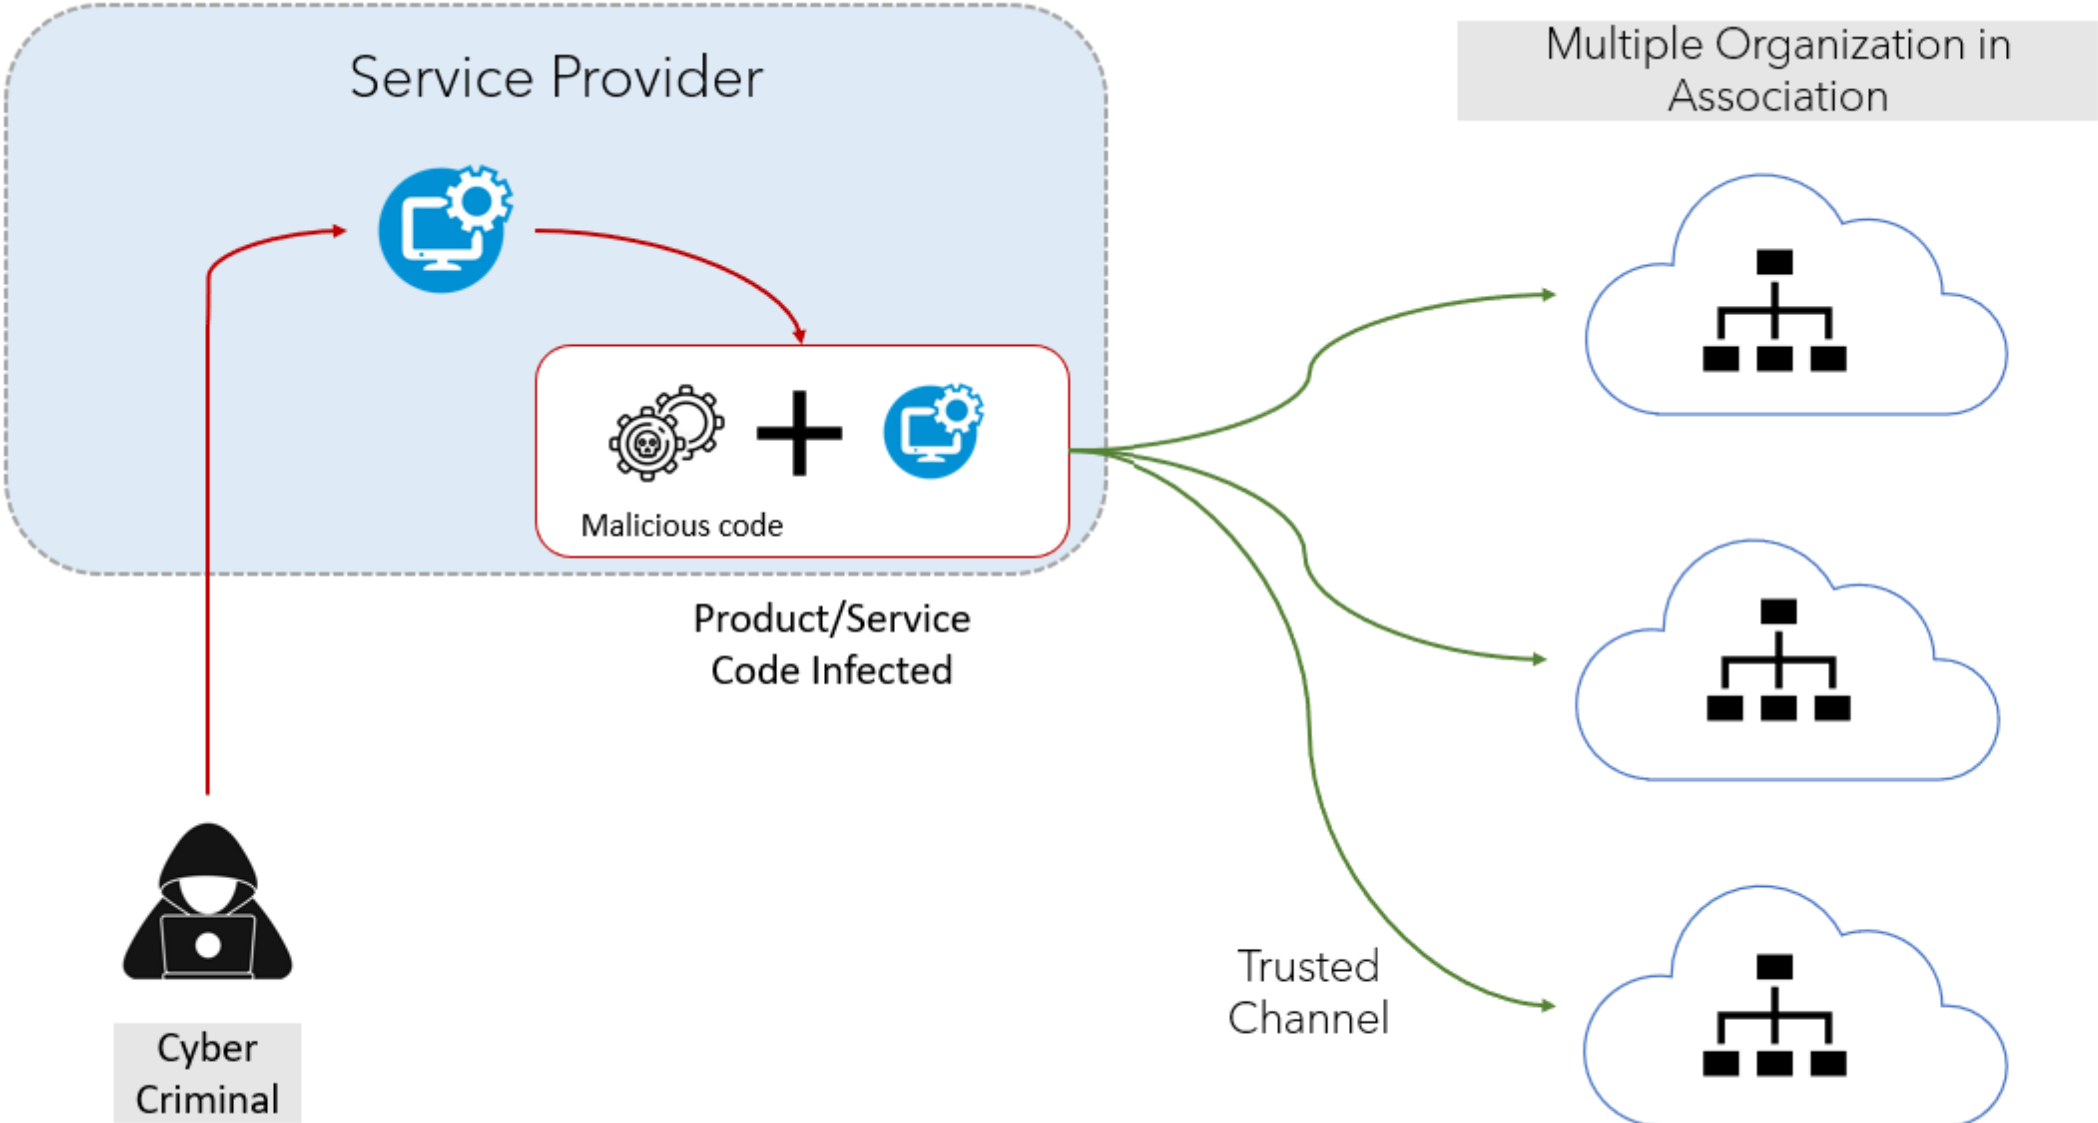 Service Provider
Multiple Organization in
Association
Malicious code
Product/Service
Code Infected
Trusted
Channel
Cyber
Criminal